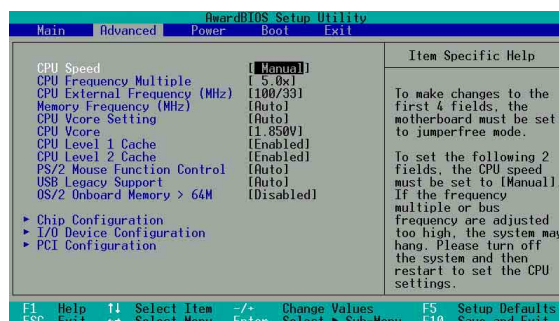 AwardBIOS Setup Utility
Main Advanced Power Boot Exit
CPU Speed [ Manual]
CPU Frequency Multiple [ 5.0x]
CPU External Frequency (MHz) [100/33]
Memory Frequency (MHz) [Auto]
CPU Vcore Setting [Auto]
CPU Vcore [1.850V]
CPU Level 1 Cache [Enabled]
CPU Level 2 Cache [Enabled]
PS/2 Mouse Function Control [Auto]
USB Legacy Support [Auto]
OS/2 Onboard Memory > 64M [Disabled]
▶ Chip Configuration
▶ I/O Device Configuration
▶ PCI Configuration
Item Specific Help
To make changes to the
first 4 fields, the
motherboard must be set
to jumperfree mode.
To set the following 2
fields, the CPU speed
must be set to [Manual].
If the frequency
multiple or bus
frequency are adjusted
too high, the system may
hang. Please turn off
the system and then
restart to set the CPU
settings.
F1 Help ↑↓ Select Item -/+ Change Values F5 Setup Defaults
ESC Exit ↔ Select Menu Enter Select ▶ Sub-Menu F10 Save and Exit